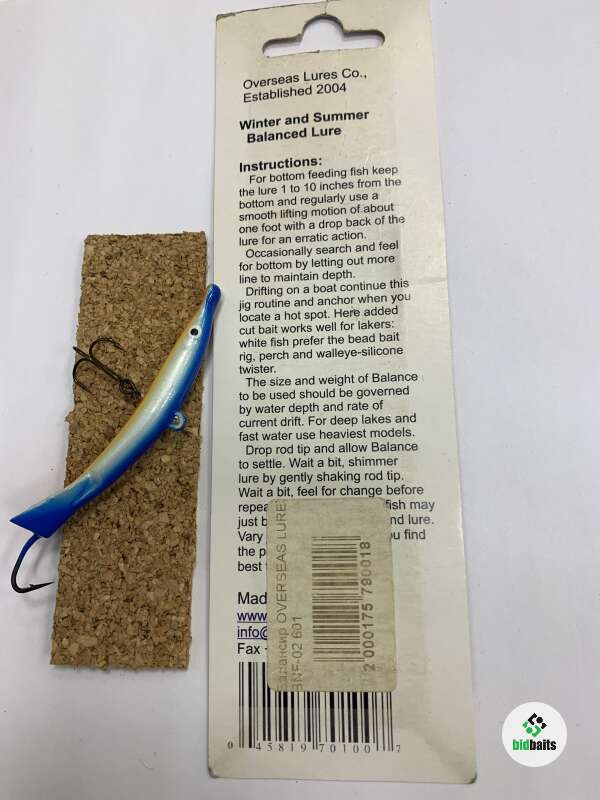 Overseas Lures Co.,
Established 2004
Winter and Summer
Balanced Lure
Instructions:
For bottom feeding fish keep
the lure 1 to 10 inches from the
bottom and regularly use a
smooth lifting motion of about
one foot with a drop back of the
lure for an erratic action.
Occasionally search and feel
for bottom by letting out more
line to maintain depth.
Drifting on a boat continue this
jig routine and anchor when you
locate a hot spot. Here added
cut bait works well for lakers:
white fish prefer the bead bait
rig, perch and walleye-silicone
twister.
The size and weight of Balance
to be used should be governed
by water depth and rate of
current drift. For deep lakes and
fast water use heaviest models.
Drop rod tip and allow Balance
to settle. Wait a bit, shimmer
lure by gently shaking rod tip.
Wait a bit, feel for change before
fish may
just nd lure.
Vary find
the
best
Mad
www.
info@
Fax
Балансир OVERSEAS LURES
BNF-02 601
2 000175 790018
0 45819 70100 7
bidbaits